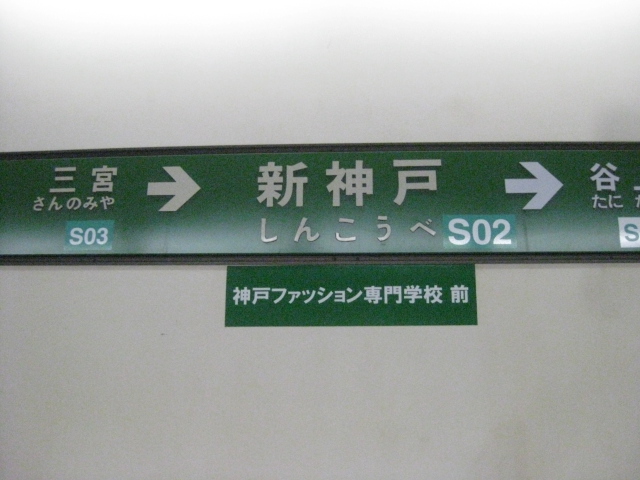 三宮
さんのみや
S03
新神戸
しんこうべ
S02
谷
たに
S
神戸ファッション専門学校 前